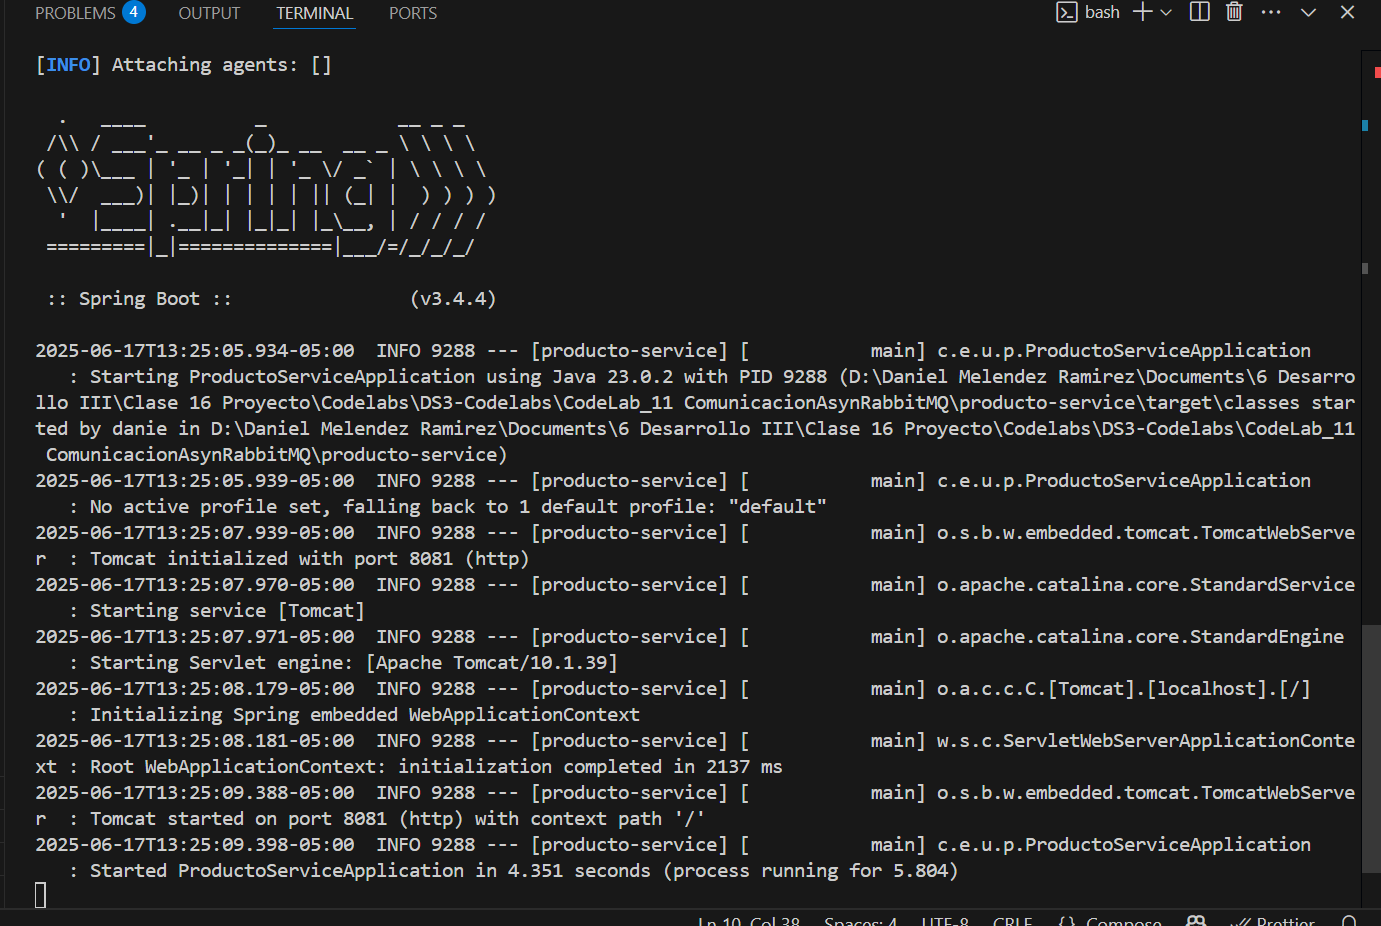 PROBLEMS 4 OUTPUT TERMINAL PORTS bash
[INFO] Attaching agents: []
  .   ____          _            __ _ _
 /\\ / ___'_ __ _ _(_)_ __  __ _ \ \ \ \
( ( )\___ | '_ | '_| | '_ \/ _` | \ \ \ \
 \\/  ___)| |_)| | | | | || (_| |  ) ) ) )
  '  |____| .__|_| |_|_| |_\__, | / / / /
 =========|_|==============|___/=/_/_/_/
 :: Spring Boot ::                (v3.4.4)
2025-06-17T13:25:05.934-05:00  INFO 9288 --- [producto-service] [           main] c.e.u.p.ProductoServiceApplication
   : Starting ProductoServiceApplication using Java 23.0.2 with PID 9288 (D:\Daniel Melendez Ramirez\Documents\6 Desarro
llo III\Clase 16 Proyecto\Codelabs\DS3-Codelabs\CodeLab_11 ComunicacionAsynRabbitMQ\producto-service\target\classes star
ted by danie in D:\Daniel Melendez Ramirez\Documents\6 Desarrollo III\Clase 16 Proyecto\Codelabs\DS3-Codelabs\CodeLab_11
 ComunicacionAsynRabbitMQ\producto-service)
2025-06-17T13:25:05.939-05:00  INFO 9288 --- [producto-service] [           main] c.e.u.p.ProductoServiceApplication
   : No active profile set, falling back to 1 default profile: "default"
2025-06-17T13:25:07.939-05:00  INFO 9288 --- [producto-service] [           main] o.s.b.w.embedded.tomcat.TomcatWebServe
r  : Tomcat initialized with port 8081 (http)
2025-06-17T13:25:07.970-05:00  INFO 9288 --- [producto-service] [           main] o.apache.catalina.core.StandardService
   : Starting service [Tomcat]
2025-06-17T13:25:07.971-05:00  INFO 9288 --- [producto-service] [           main] o.apache.catalina.core.StandardEngine
   : Starting Servlet engine: [Apache Tomcat/10.1.39]
2025-06-17T13:25:08.179-05:00  INFO 9288 --- [producto-service] [           main] o.a.c.c.C.[Tomcat].[localhost].[/]
   : Initializing Spring embedded WebApplicationContext
2025-06-17T13:25:08.181-05:00  INFO 9288 --- [producto-service] [           main] w.s.c.ServletWebServerApplicationConte
xt : Root WebApplicationContext: initialization completed in 2137 ms
2025-06-17T13:25:09.388-05:00  INFO 9288 --- [producto-service] [           main] o.s.b.w.embedded.tomcat.TomcatWebServe
r  : Tomcat started on port 8081 (http) with context path '/'
2025-06-17T13:25:09.398-05:00  INFO 9288 --- [producto-service] [           main] c.e.u.p.ProductoServiceApplication
   : Started ProductoServiceApplication in 4.351 seconds (process running for 5.804)
Ln 10, Col 38 Spaces: 4 UTF-8 CRLF {} Compose Prettier